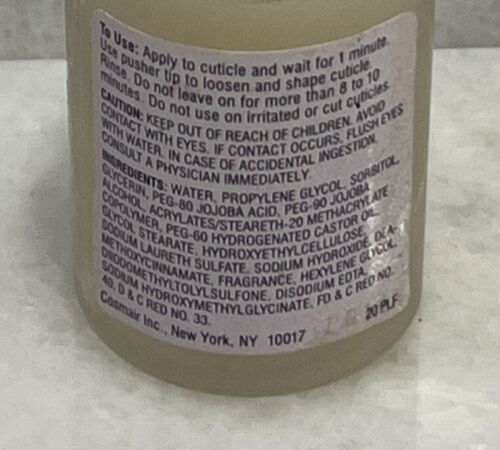 To Use: Apply to cuticle and wait for 1 minute.
Use pusher tip to loosen and shape cuticle.
Rinse. Do not leave on for more than 8 to 10
minutes. Do not use on irritated or cut cuticles.
CAUTION: KEEP OUT OF REACH OF CHILDREN. AVOID
CONTACT WITH EYES. IF CONTACT OCCURS, FLUSH EYES
WITH WATER. IN CASE OF ACCIDENTAL INGESTION,
CONSULT A PHYSICIAN IMMEDIATELY.
INGREDIENTS: WATER, PROPYLENE GLYCOL, SORBITOL,
GLYCERIN, PEG-80 JOJOBA ACID, PEG-90 JOJOBA
ALCOHOL, ACRYLATES/STEARETH-20 METHACRYLATE
COPOLYMER, PEG-60 HYDROGENATED CASTOR OIL,
GLYCOL STEARATE, HYDROXYETHYLCELLULOSE,
SODIUM LAURETH SULFATE, SODIUM HYDROXIDE, DEA-
METHOXYCINNAMATE, FRAGRANCE, HEXYLENE GLYCOL,
DIIODOMETHYLTOLYLSULFONE, DISODIUM EDTA,
SODIUM HYDROXYMETHYLGLYCINATE, FD & C RED NO.
40, D & C RED NO. 33.
Cosmair Inc., New York, NY 10017 20 PLF